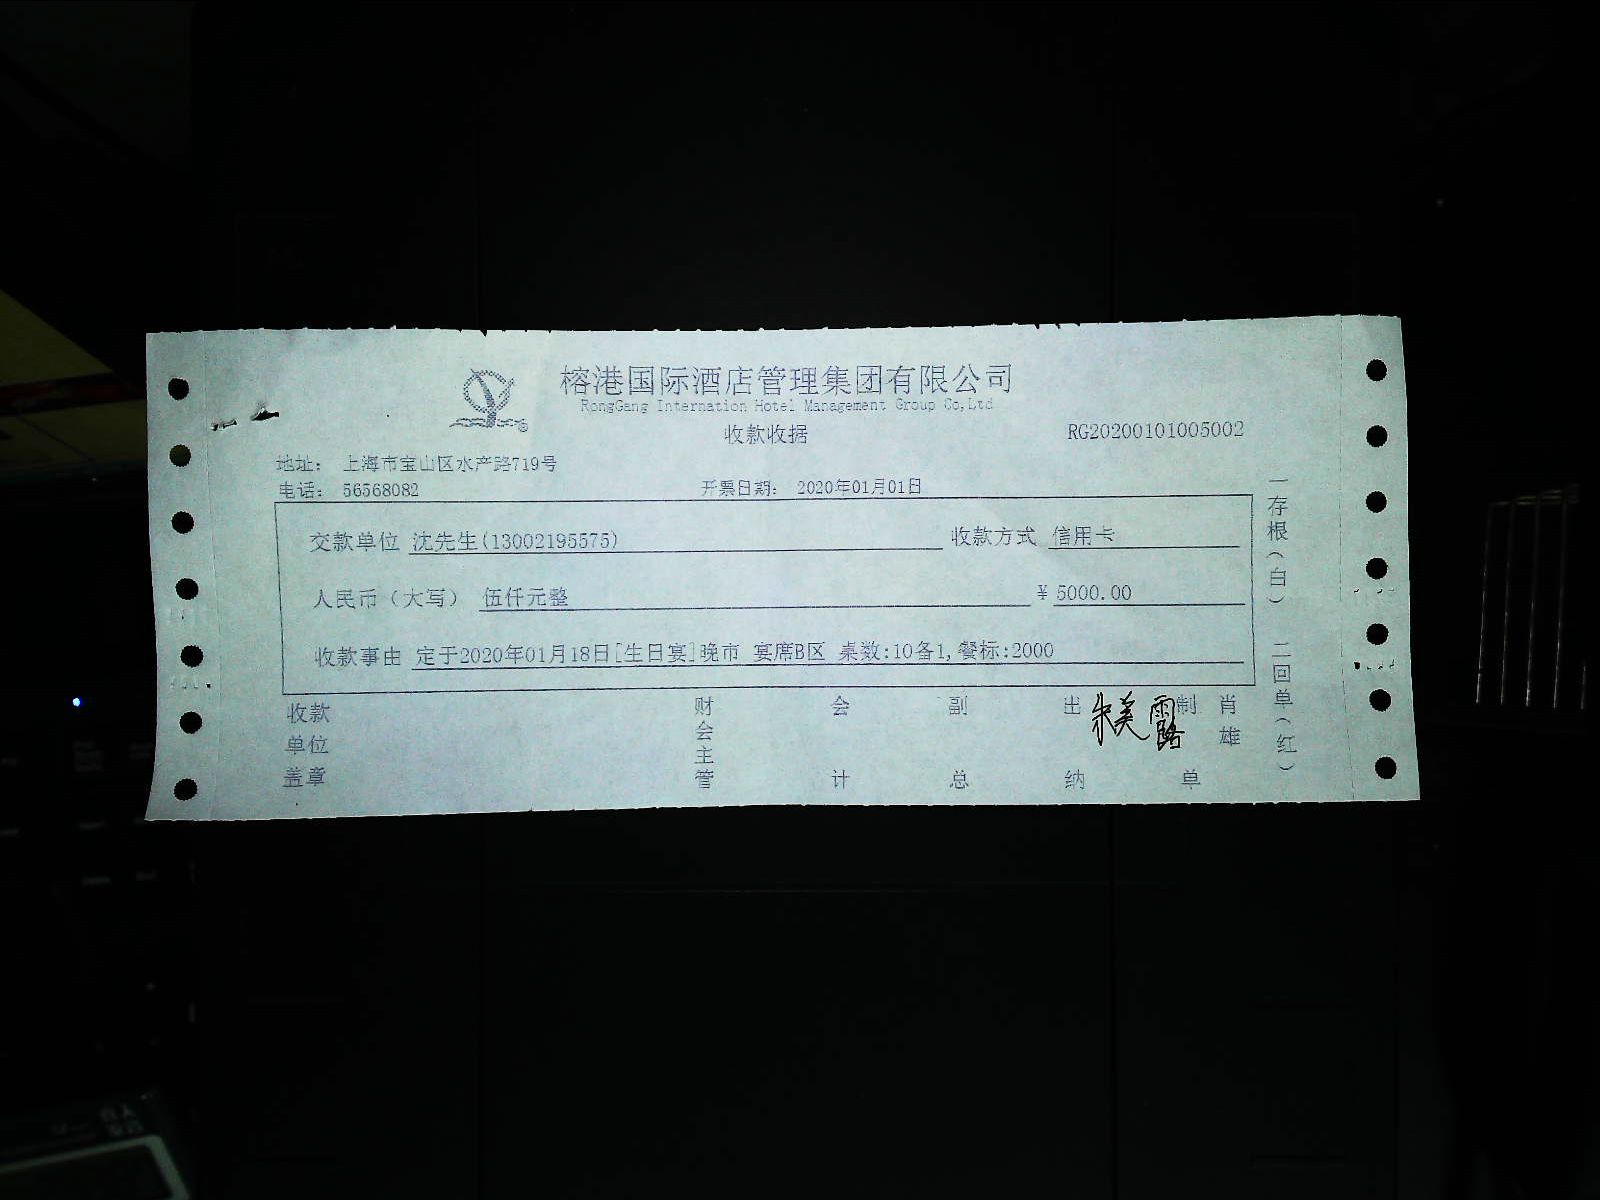 榕港国际酒店管理集团有限公司
RongGang Internation Hotel Management Group Co,Ltd
收款收据
RG20200101005002
地址： 上海市宝山区水产路719号
电话： 56568082
开票日期： 2020年01月01日
交款单位 沈先生(13002195575)
收款方式 信用卡
人民币（大写） 伍仟元整
￥5000.00
收款事由 定于2020年01月18日[生日宴]晚市 宴席B区 桌数:10备1,餐标:2000
收款单位盖章
财会主管
会计
副总
出纳
朱美露
制单
肖雄
一存根（白） 二回单（红）